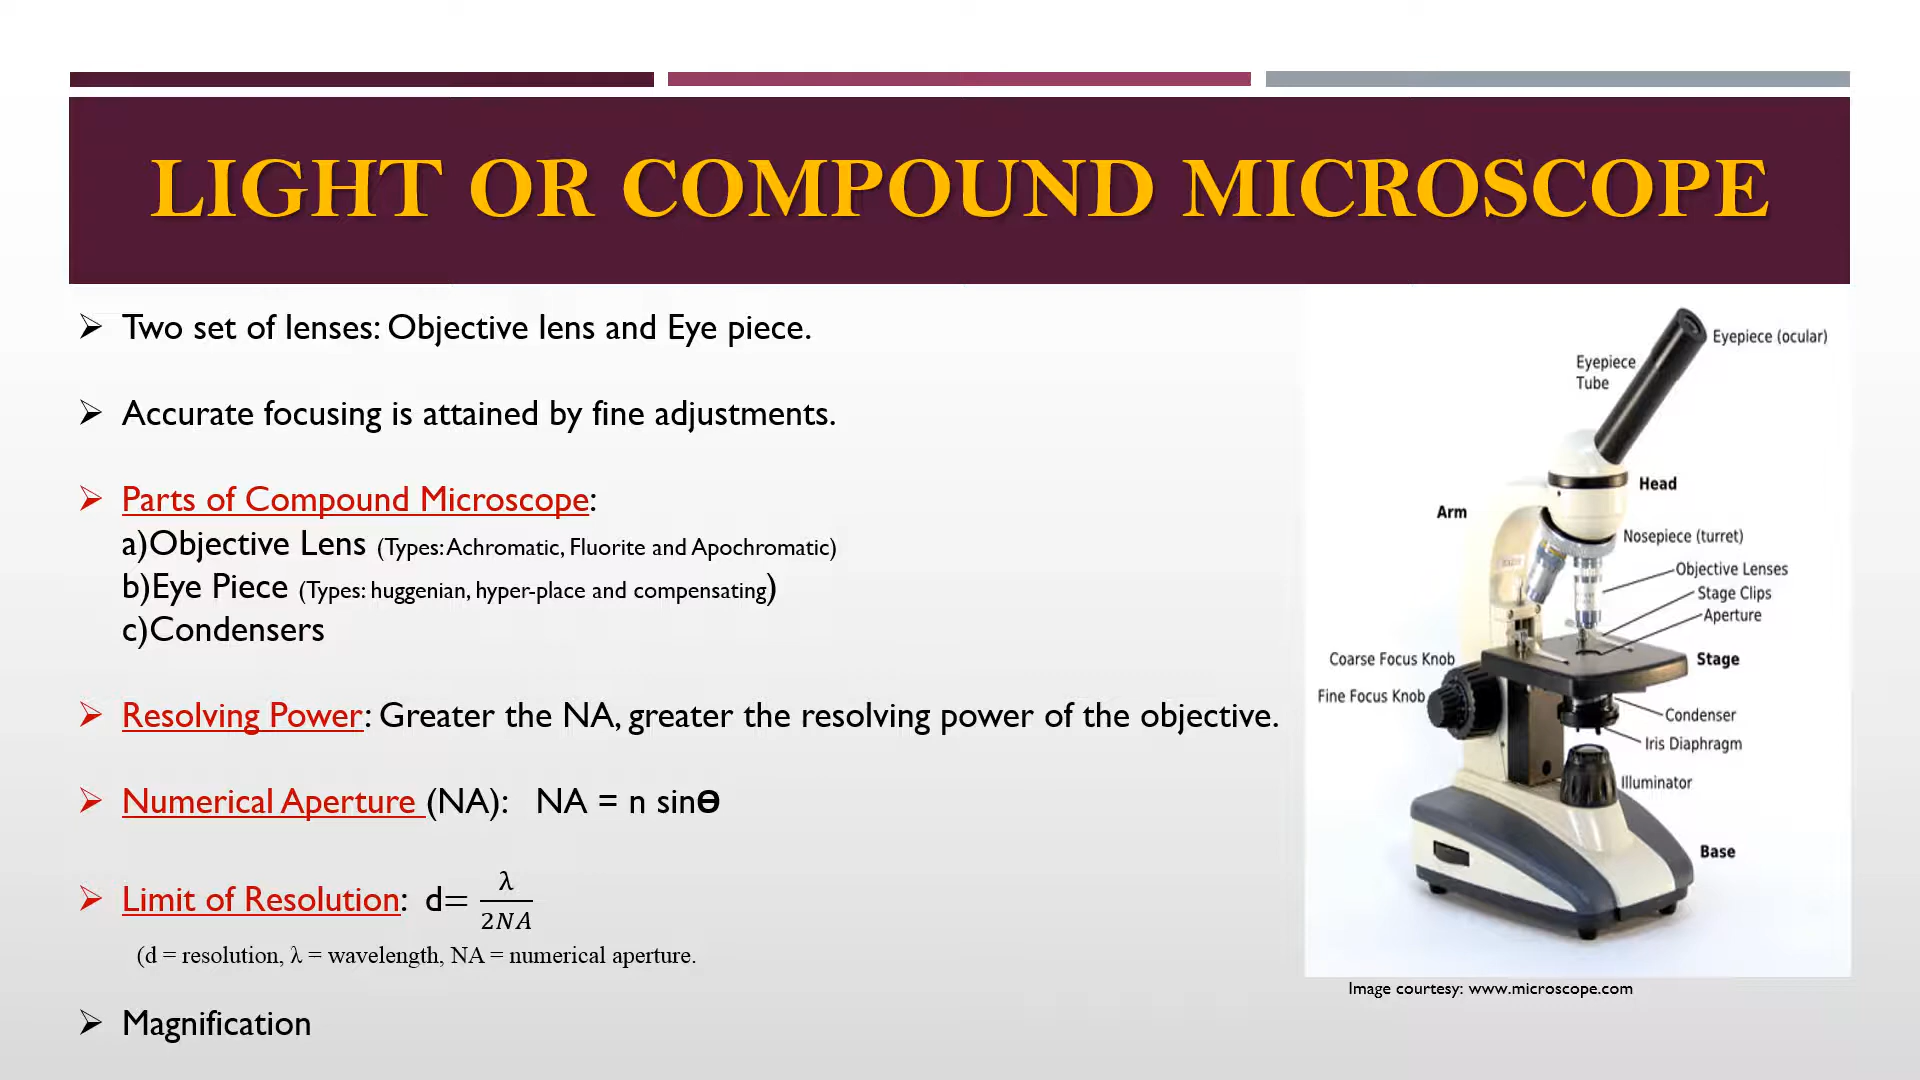 LIGHT OR COMPOUND MICROSCOPE
Two set of lenses: Objective lens and Eye piece.
Accurate focusing is attained by fine adjustments.
Parts of Compound Microscope:
a)Objective Lens (Types: Achromatic, Fluorite and Apochromatic)
b)Eye Piece (Types: huggenian, hyper-place and compensating)
c)Condensers
Resolving Power: Greater the NA, greater the resolving power of the objective.
Numerical Aperture (NA): NA = n sinɵ
Limit of Resolution: d= λ/2NA
(d = resolution, λ = wavelength, NA = numerical aperture.
Magnification
Eyepiece (ocular)
Eyepiece
Tube
Head
Arm
Nosepiece (turret)
Objective Lenses
Stage Clips
Aperture
Coarse Focus Knob
Stage
Fine Focus Knob
Condenser
Iris Diaphragm
Illuminator
Base
Image courtesy: www.microscope.com